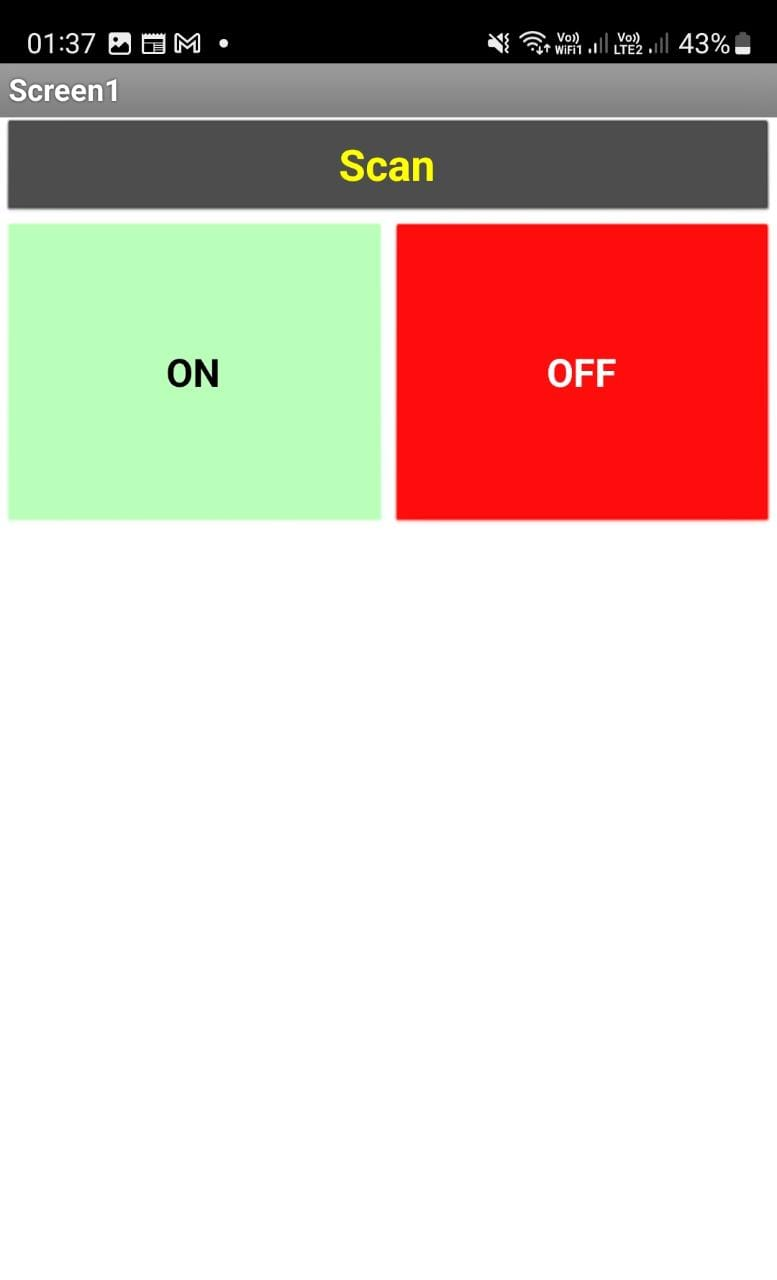 01:37 Vo)) WiFi1 Vo)) LTE2 43%
Screen1
Scan
ON OFF